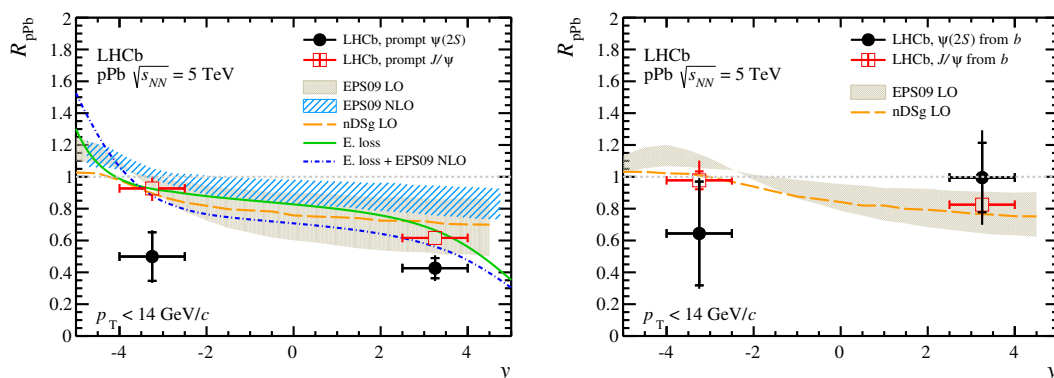 R_pPb
2
1.8
1.6
1.4
1.2
1
0.8
0.6
0.4
0.2
0
LHCb
pPb √s_NN = 5 TeV
LHCb, prompt ψ(2S)
LHCb, prompt J/ψ
EPS09 LO
EPS09 NLO
nDSg LO
E. loss
E. loss + EPS09 NLO
p_T < 14 GeV/c
-4 -2 0 2 4
y
R_pPb
2
1.8
1.6
1.4
1.2
1
0.8
0.6
0.4
0.2
0
LHCb
pPb √s_NN = 5 TeV
LHCb, ψ(2S) from b
LHCb, J/ψ from b
EPS09 LO
nDSg LO
p_T < 14 GeV/c
-4 -2 0 2 4
y